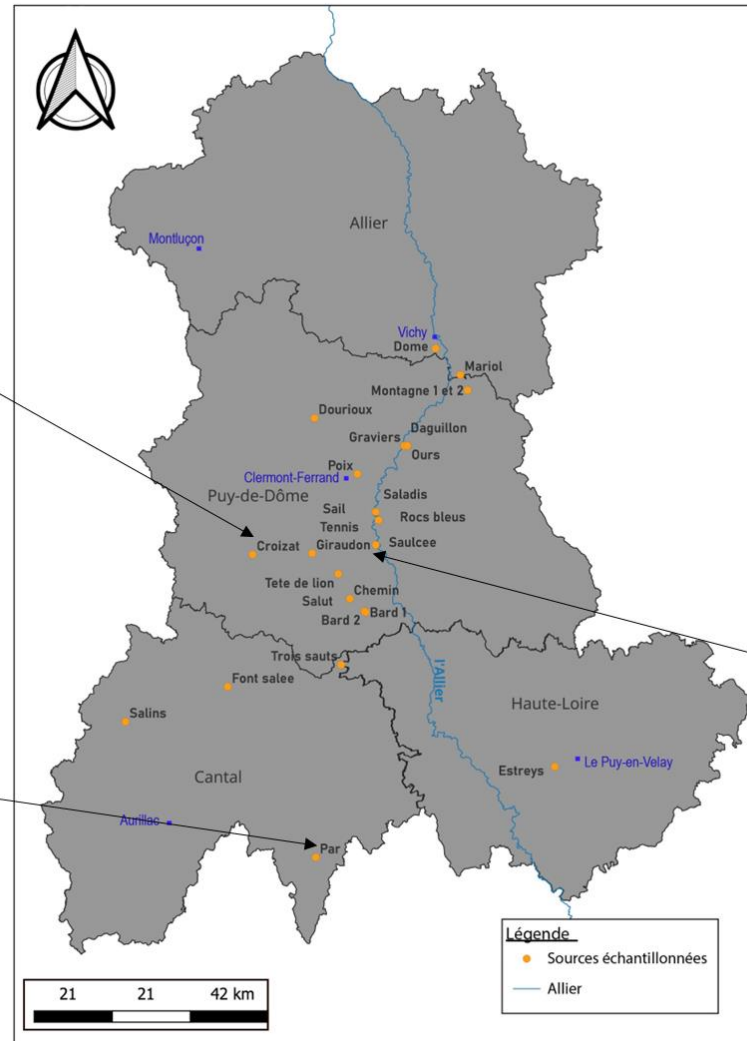 Allier
Montluçon
Vichy
Dome
Mariol
Montagne 1 et 2
Dourioux
Daguillon
Graviers
Ours
Poix
Clermont-Ferrand
Puy-de-Dôme
Saladis
Sail
Rocs bleus
Tennis
Croizat
Giraudon
Saulcee
Tete de lion
Chemin
Salut
Bard 1
Bard 2
Trois sauts
l'Allier
Font salee
Haute-Loire
Salins
Le Puy-en-Velay
Estreys
Cantal
Aurillac
Par
Légende
Sources échantillonnées
Allier
21 21 42 km